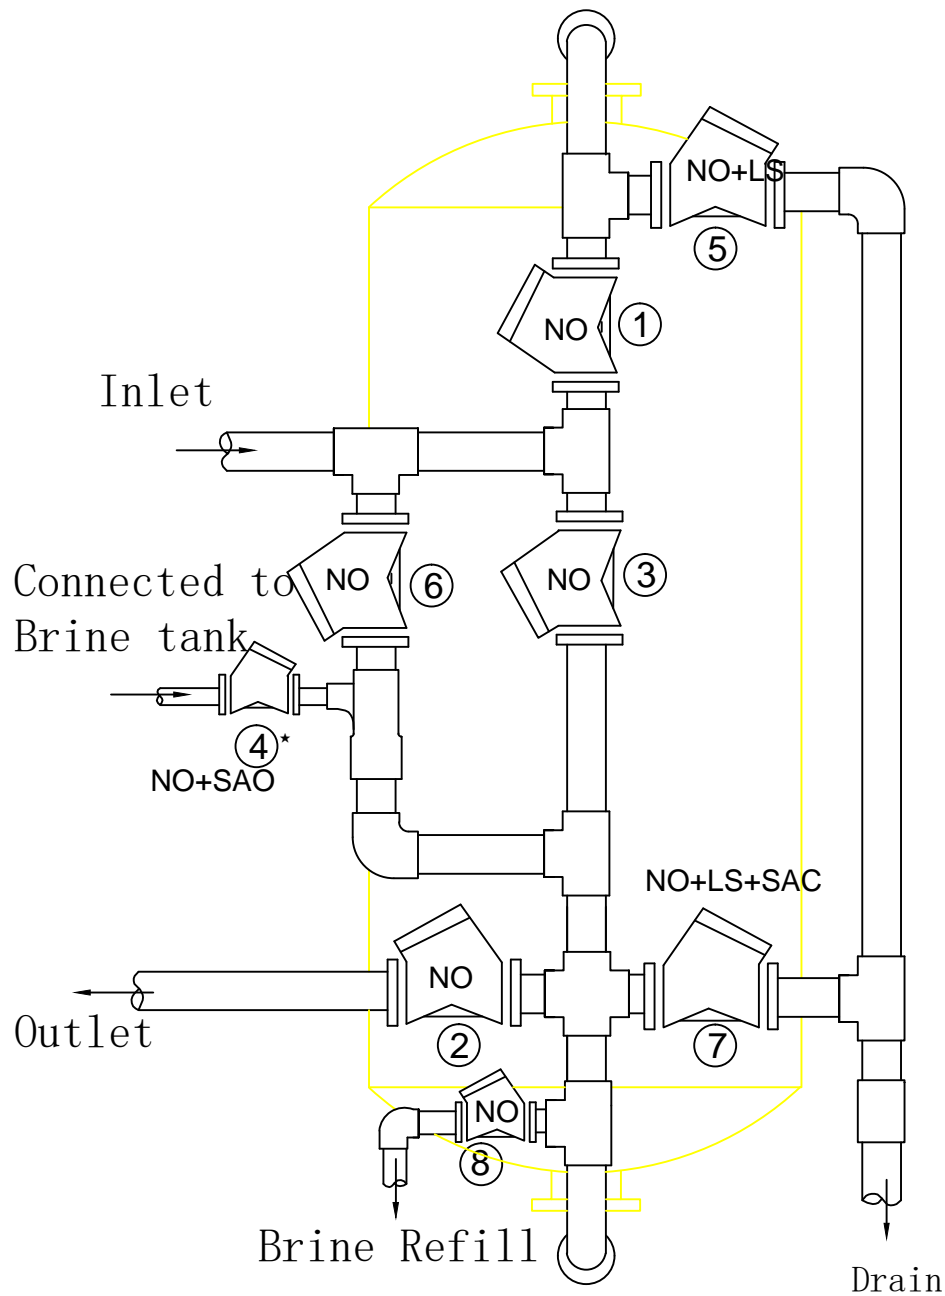 NO+LS
5
NO
1
Inlet
NO
6
NO
3
Connected to
Brine tank
4★
NO+SAO
NO+LS+SAC
NO
2
7
Outlet
NO
8
Brine Refill
Drain